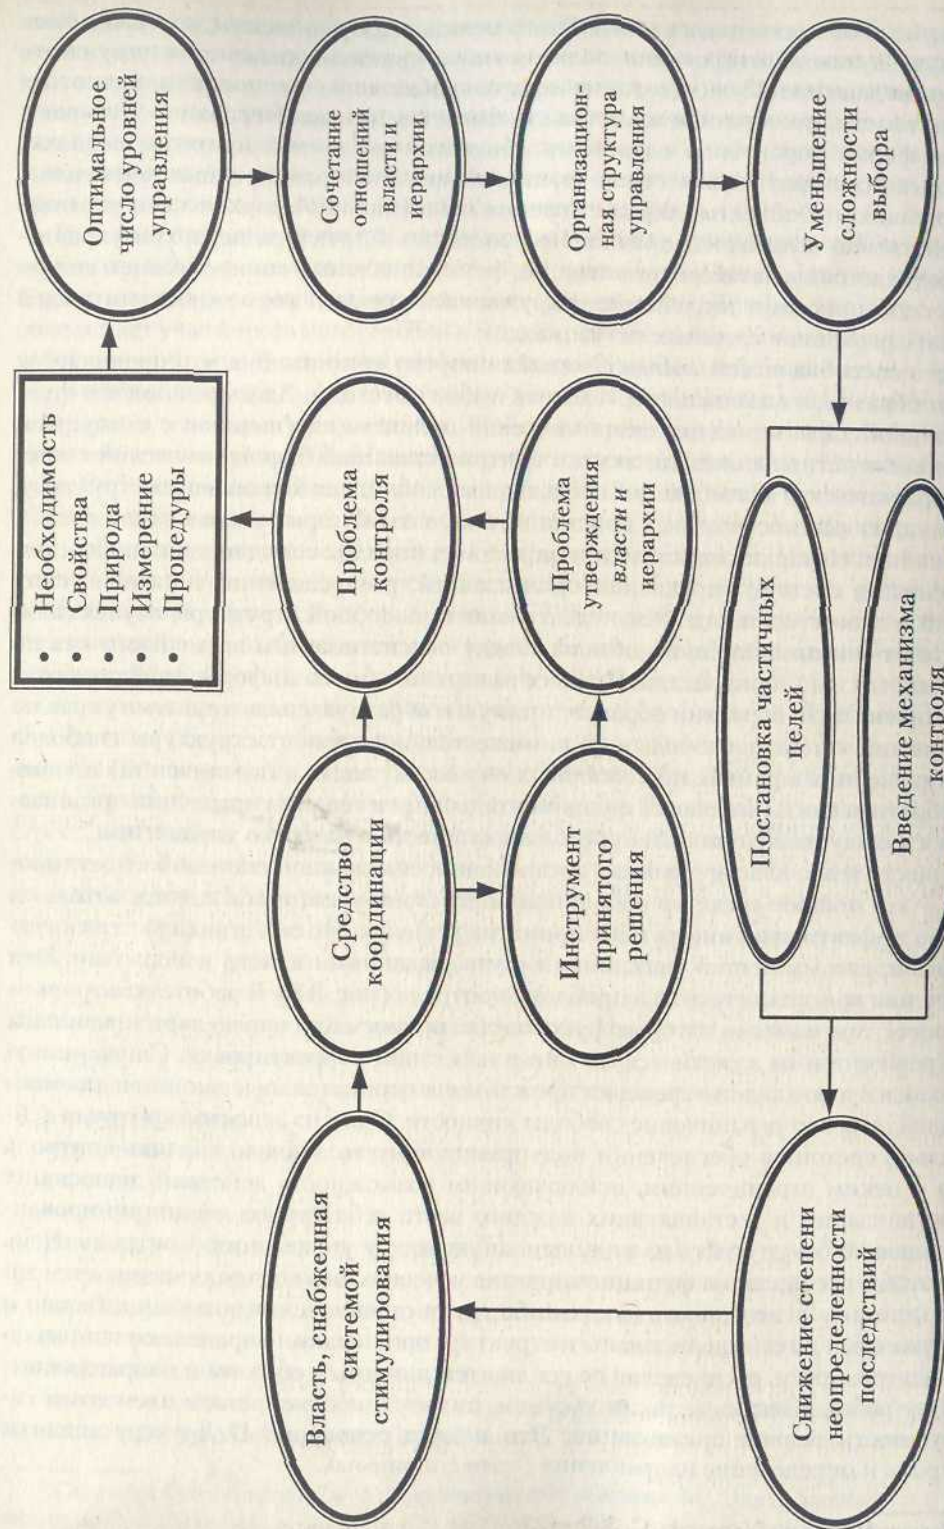 Власть, снабженная
системой
стимулирования
Средство
координации
Проблема
контроля
• Необходимость
• Свойства
• Природа
• Измерение
• Процедуры
Оптимальное
число уровней
управления
Сочетание
отношений
власти и
иерархии
Инструмент
принятого
решения
Проблема
утверждения
власти и
иерархии
Организацион-
ная структура
управления
Снижение степени
неопределенности
последствий
Постановка частичных
целей
Введение механизма
контроля
Уменьшение
сложности
выбора